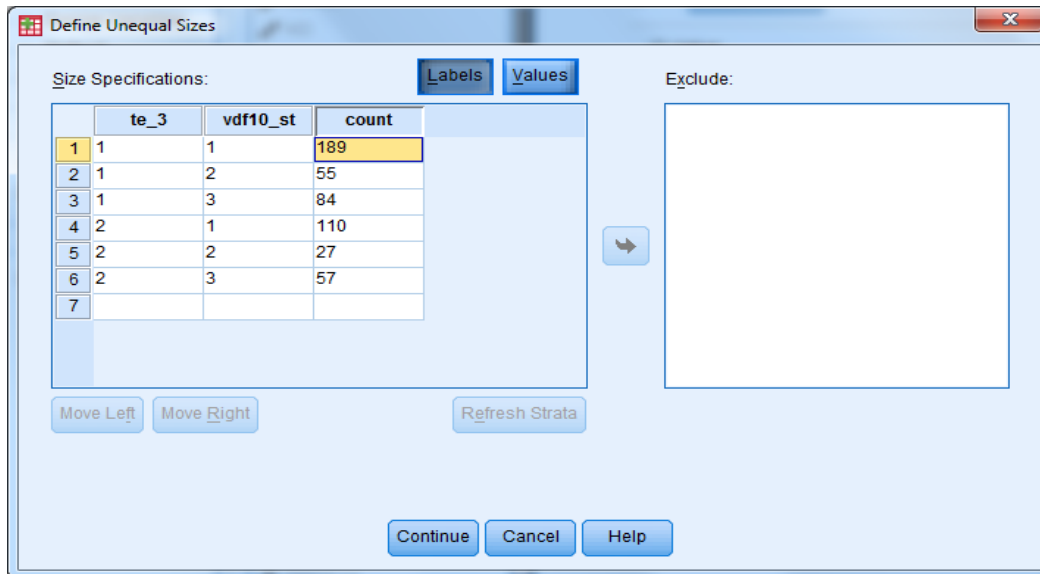 Define Unequal Sizes
x
Size Specifications: Labels Values Exclude:
te_3 vdf10_st count
1 1 1 189
2 1 2 55
3 1 3 84
4 2 1 110
5 2 2 27
6 2 3 57
7
Move Left Move Right Refresh Strata
Continue Cancel Help